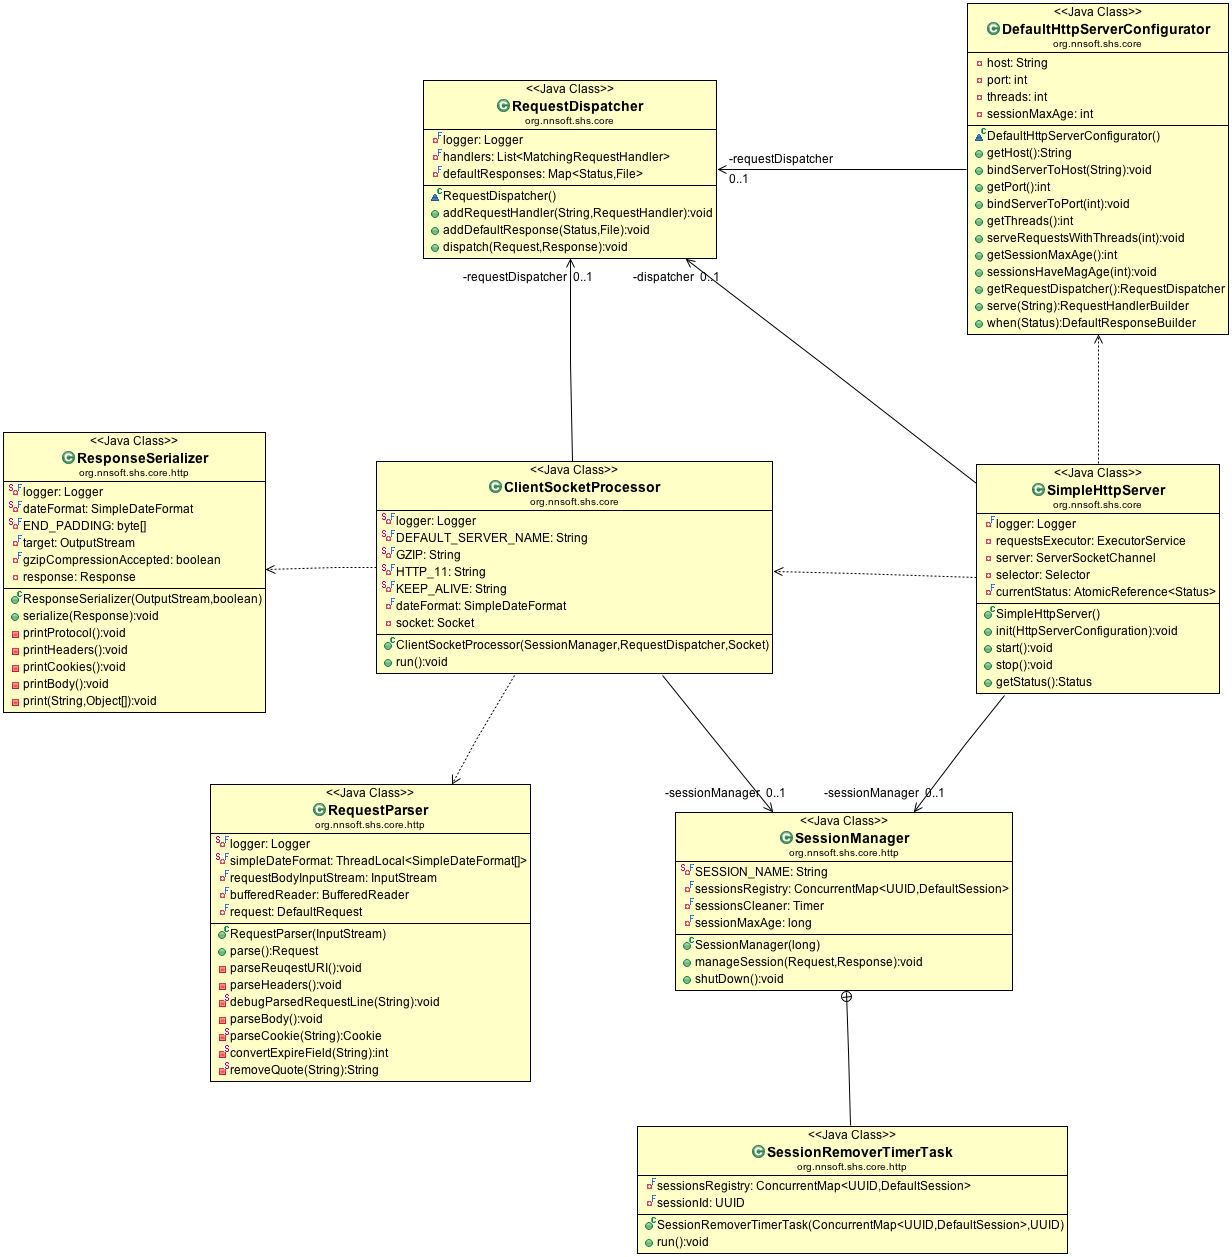 <<Java Class>>
DefaultHttpServerConfigurator
org.nnsoft.shs.core
host: String
port: int
threads: int
sessionMaxAge: int
DefaultHttpServerConfigurator()
getHost():String
bindServerToHost(String):void
getPort():int
bindServerToPort(int):void
getThreads():int
serveRequestsWithThreads(int):void
getSessionMaxAge():int
sessionsHaveMagAge(int):void
getRequestDispatcher():RequestDispatcher
serve(String):RequestHandlerBuilder
when(Status):DefaultResponseBuilder
<<Java Class>>
RequestDispatcher
org.nnsoft.shs.core
logger: Logger
handlers: List<MatchingRequestHandler>
defaultResponses: Map<Status,File>
RequestDispatcher()
addRequestHandler(String,RequestHandler):void
addDefaultResponse(Status,File):void
dispatch(Request,Response):void
-requestDispatcher
0..1
-requestDispatcher 0..1
-dispatcher 0..1
<<Java Class>>
ResponseSerializer
org.nnsoft.shs.core.http
logger: Logger
dateFormat: SimpleDateFormat
END_PADDING: byte[]
target: OutputStream
gzipCompressionAccepted: boolean
response: Response
ResponseSerializer(OutputStream,boolean)
serialize(Response):void
printProtocol():void
printHeaders():void
printCookies():void
printBody():void
print(String,Object[]):void
<<Java Class>>
ClientSocketProcessor
org.nnsoft.shs.core
logger: Logger
DEFAULT_SERVER_NAME: String
GZIP: String
HTTP_11: String
KEEP_ALIVE: String
dateFormat: SimpleDateFormat
socket: Socket
ClientSocketProcessor(SessionManager,RequestDispatcher,Socket)
run():void
<<Java Class>>
SimpleHttpServer
org.nnsoft.shs.core
logger: Logger
requestsExecutor: ExecutorService
server: ServerSocketChannel
selector: Selector
currentStatus: AtomicReference<Status>
SimpleHttpServer()
init(HttpServerConfiguration):void
start():void
stop():void
getStatus():Status
<<Java Class>>
RequestParser
org.nnsoft.shs.core.http
logger: Logger
simpleDateFormat: ThreadLocal<SimpleDateFormat[]>
requestBodyInputStream: InputStream
bufferedReader: BufferedReader
request: DefaultRequest
RequestParser(InputStream)
parse():Request
parseReuqestURI():void
parseHeaders():void
debugParsedRequestLine(String):void
parseBody():void
parseCookie(String):Cookie
convertExpireField(String):int
removeQuote(String):String
-sessionManager 0..1
-sessionManager 0..1
<<Java Class>>
SessionManager
org.nnsoft.shs.core.http
SESSION_NAME: String
sessionsRegistry: ConcurrentMap<UUID,DefaultSession>
sessionsCleaner: Timer
sessionMaxAge: long
SessionManager(long)
manageSession(Request,Response):void
shutDown():void
<<Java Class>>
SessionRemoverTimerTask
org.nnsoft.shs.core.http
sessionsRegistry: ConcurrentMap<UUID,DefaultSession>
sessionId: UUID
SessionRemoverTimerTask(ConcurrentMap<UUID,DefaultSession>,UUID)
run():void